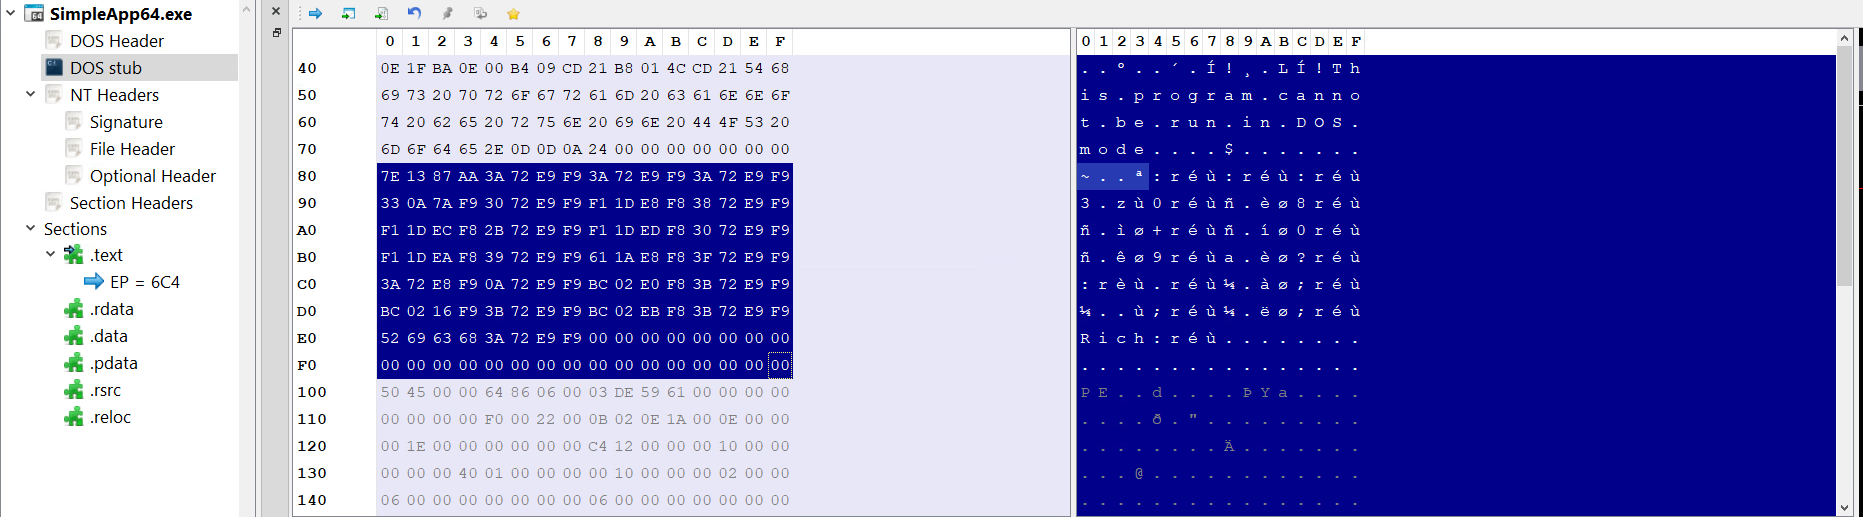 SimpleApp64.exe
DOS Header
DOS stub
NT Headers
Signature
File Header
Optional Header
Section Headers
Sections
.text
EP = 6C4
.rdata
.data
.pdata
.rsrc
.reloc
0 1 2 3 4 5 6 7 8 9 A B C D E F
40 0E 1F BA 0E 00 B4 09 CD 21 B8 01 4C CD 21 54 68
50 69 73 20 70 72 6F 67 72 61 6D 20 63 61 6E 6E 6F
60 74 20 62 65 20 72 75 6E 20 69 6E 20 44 4F 53 20
70 6D 6F 64 65 2E 0D 0D 0A 24 00 00 00 00 00 00 00
80 7E 13 87 AA 3A 72 E9 F9 3A 72 E9 F9 3A 72 E9 F9
90 33 0A 7A F9 30 72 E9 F9 F1 1D E8 F8 38 72 E9 F9
A0 F1 1D EC F8 2B 72 E9 F9 F1 1D ED F8 30 72 E9 F9
B0 F1 1D EA F8 39 72 E9 F9 61 1A E8 F8 3F 72 E9 F9
C0 3A 72 E8 F9 0A 72 E9 F9 BC 02 E0 F8 3B 72 E9 F9
D0 BC 02 16 F9 3B 72 E9 F9 BC 02 EB F8 3B 72 E9 F9
E0 52 69 63 68 3A 72 E9 F9 00 00 00 00 00 00 00 00
F0 00 00 00 00 00 00 00 00 00 00 00 00 00 00 00 00
100 50 45 00 00 64 86 06 00 03 DE 59 61 00 00 00 00
110 00 00 00 00 F0 00 22 00 0B 02 0E 1A 00 0E 00 00
120 00 1E 00 00 00 00 00 00 C4 12 00 00 00 10 00 00
130 00 00 00 40 01 00 00 00 00 10 00 00 00 02 00 00
140 06 00 00 00 00 00 00 00 06 00 00 00 00 00 00 00
0 1 2 3 4 5 6 7 8 9 A B C D E F
. . º . . ´ . Í ! ¸ . L Í ! T h
i s . p r o g r a m . c a n n o
t . b e . r u n . i n . D O S .
m o d e . . . . $ . . . . . . .
~ . . ª : r é ù : r é ù : r é ù
3 . z ù 0 r é ù ñ . è ø 8 r é ù
ñ . ì ø + r é ù ñ . í ø 0 r é ù
ñ . ê ø 9 r é ù a . è ø ? r é ù
: r è ù . r é ù ¼ . à ø ; r é ù
¼ . . ù ; r é ù ¼ . ë ø ; r é ù
R i c h : r é ù . . . . . . . .
. . . . . . . . . . . . . . . .
P E . . d . . . . Þ Y a . . . .
. . . . ð . " . . . . . . . . .
. . . . . . . . Ä . . . . . . .
. . . @ . . . . . . . . . . . .
. . . . . . . . . . . . . . . .